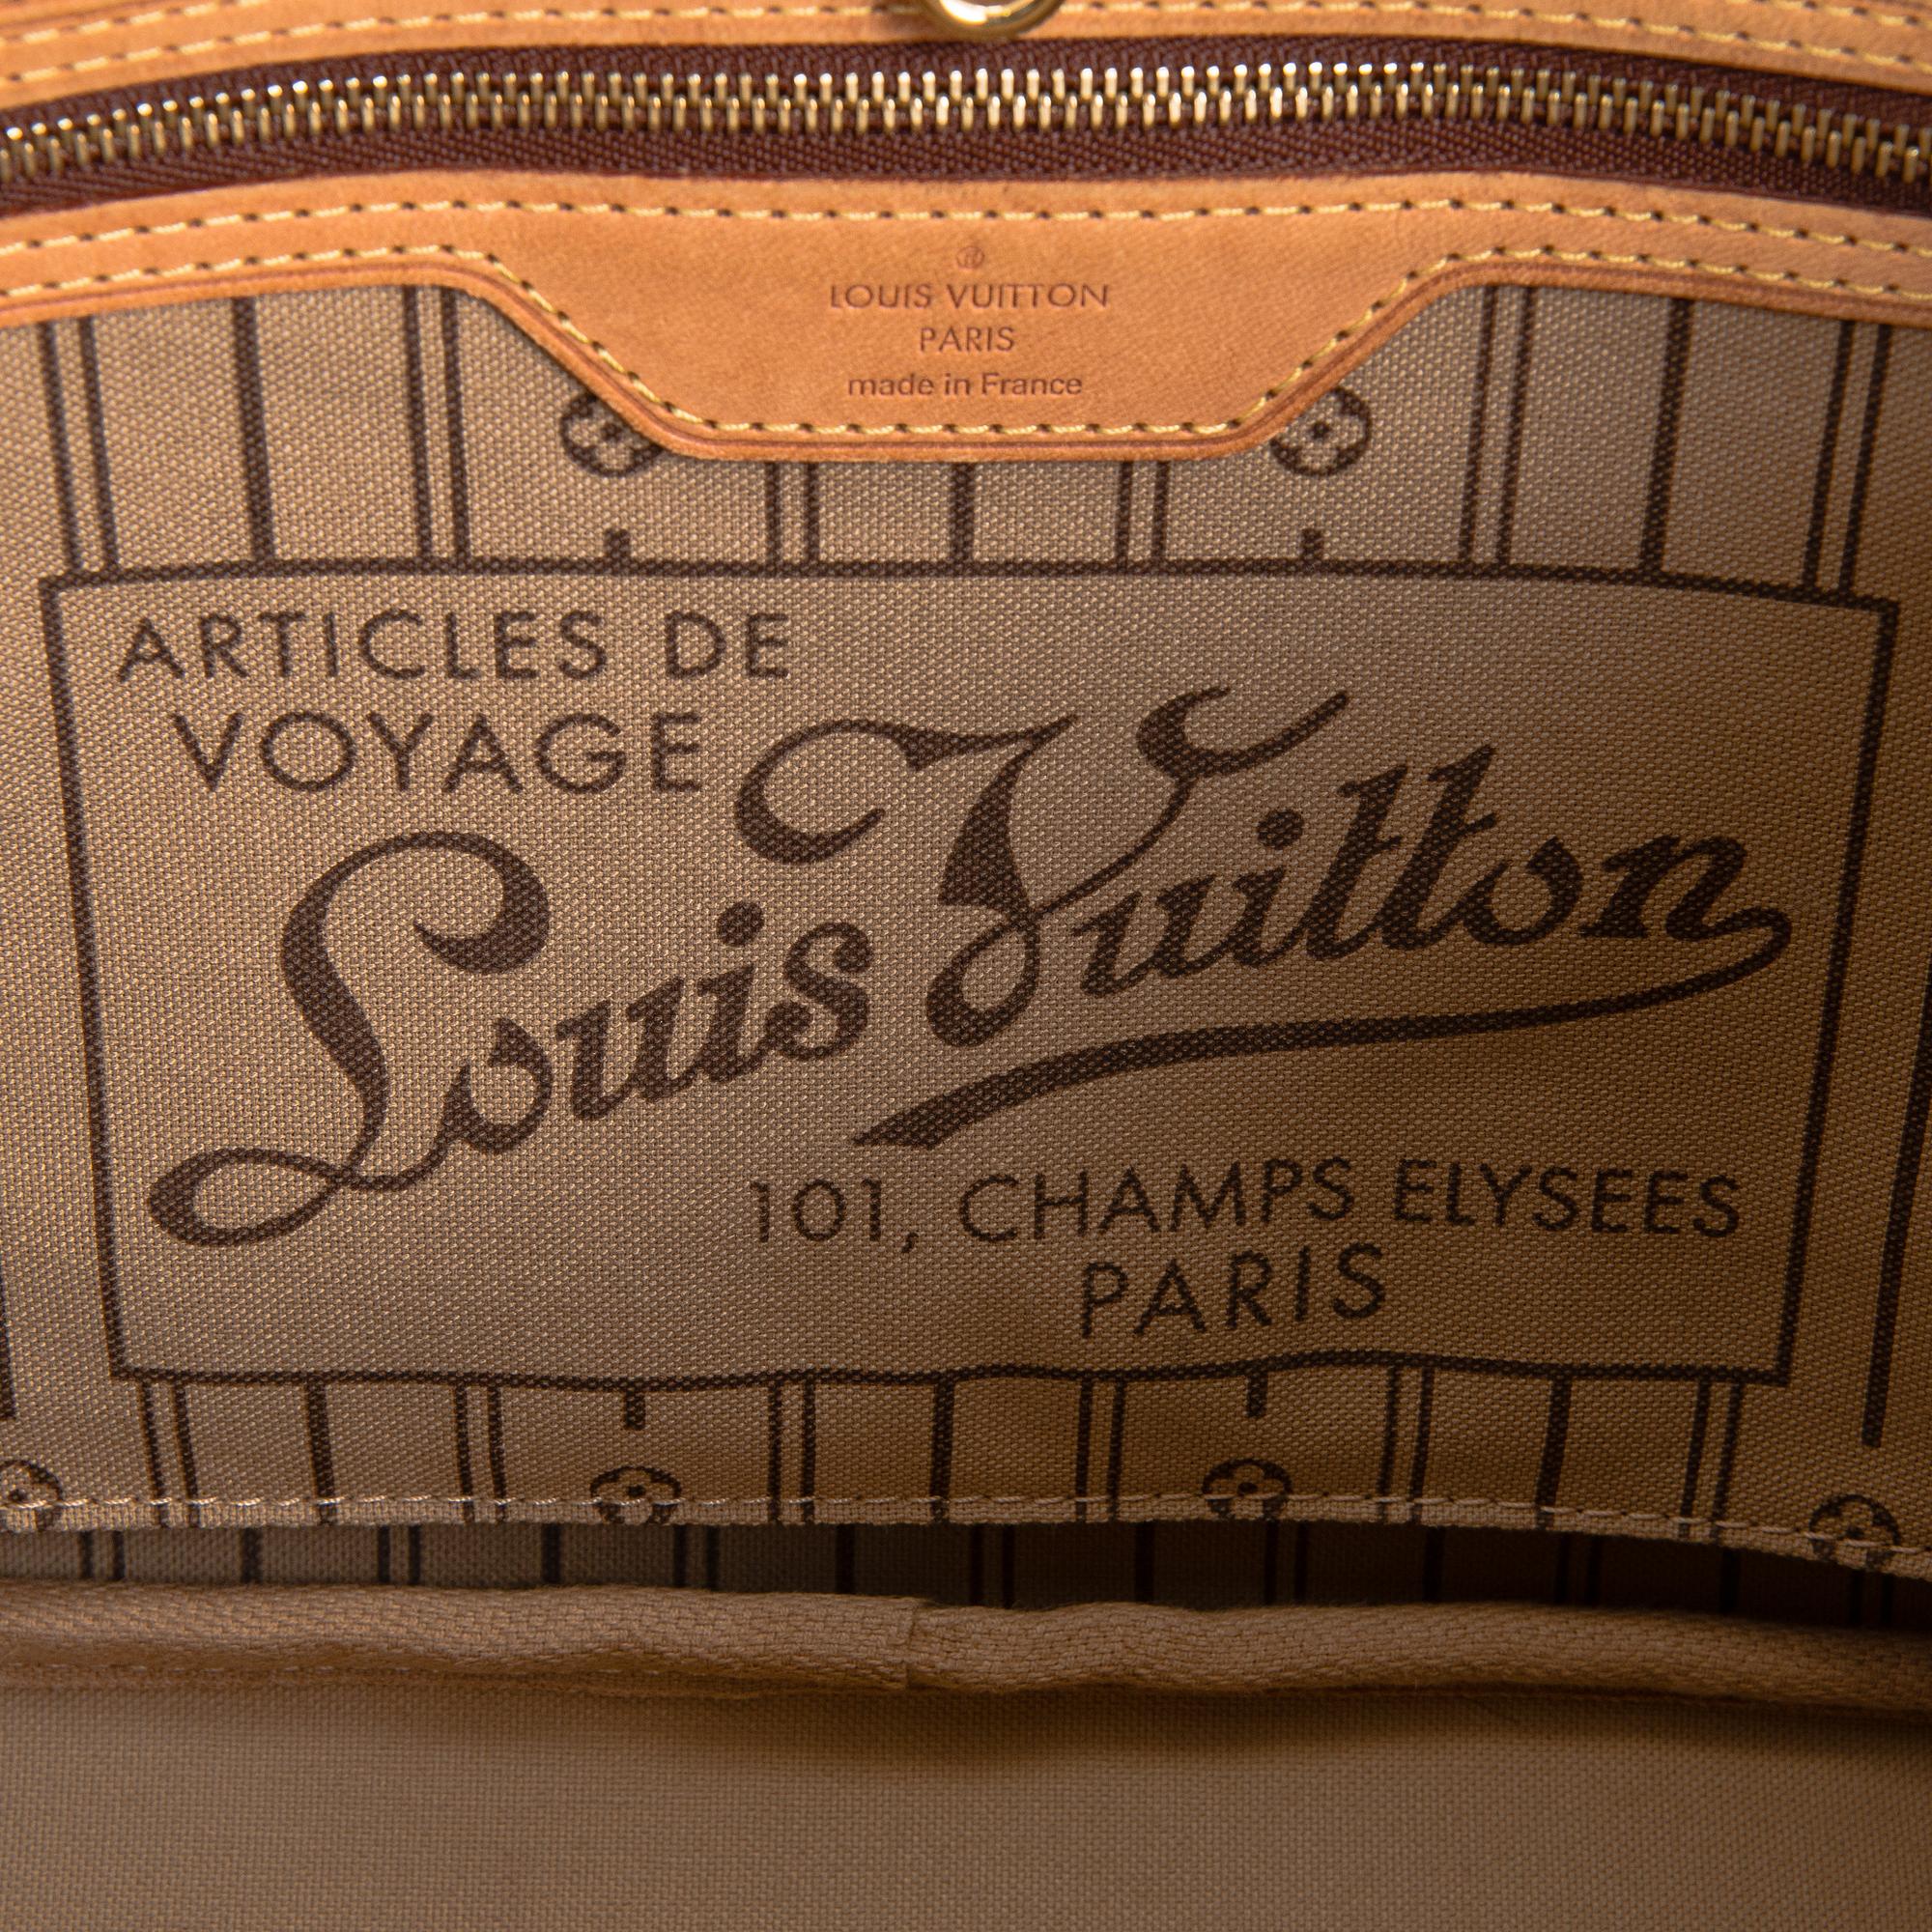 LOUIS VUITTON
PARIS
made in France
ARTICLES DE
VOYAGE
Louis Vuitton
101, CHAMPS ELYSEES
PARIS